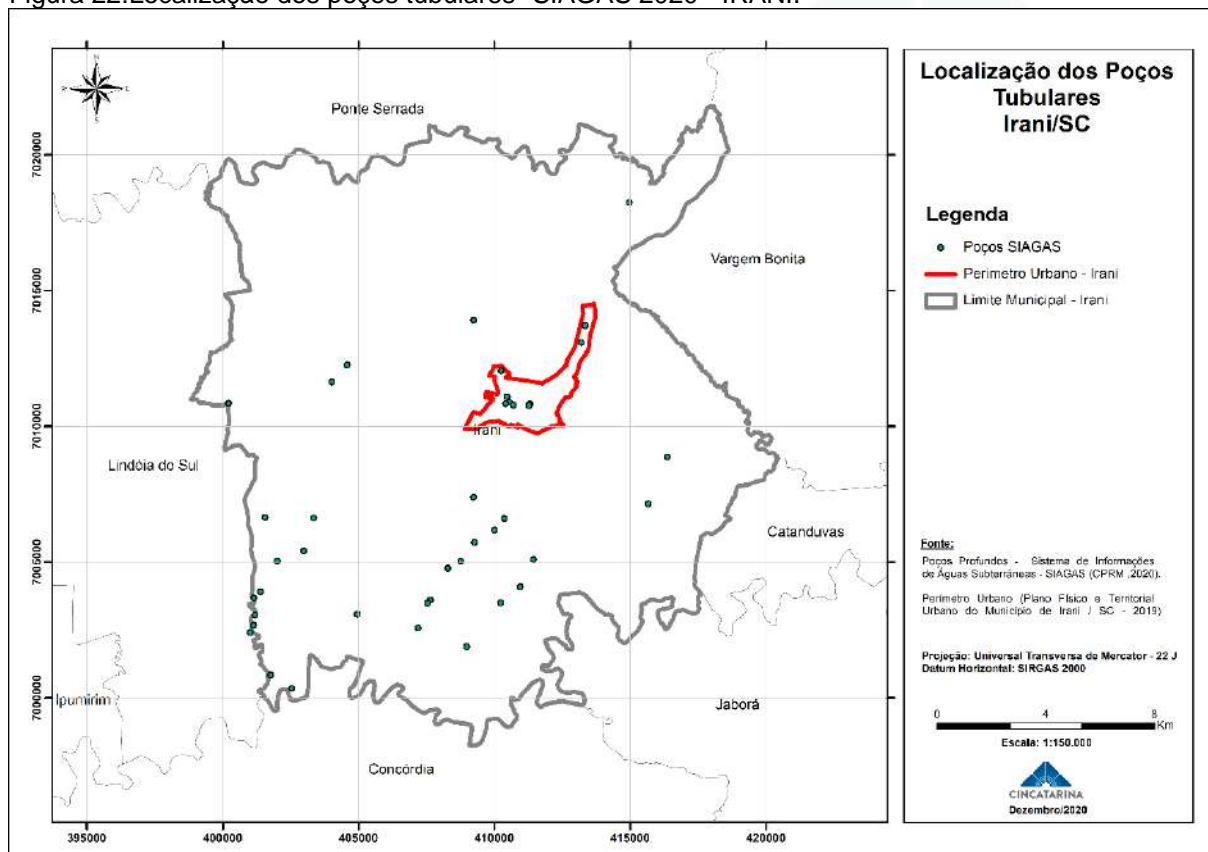 Figura 22.Localização dos poços tubulares- SIAGAS 2020 - IRANI.
N
Ponte Serrada
Vargem Bonita
Lindóia do Sul
Irani
Catanduvas
Ipumirim
Jaborá
Concórdia
7020000
7015000
7010000
7005000
7000000
395000
400000
405000
410000
415000
420000
Localização dos Poços
Tubulares
Irani/SC
Legenda
Poços SIAGAS
Perimetro Urbano - Irani
Limite Municipal - Irani
Fonte:
Poços Profundos - Sistema de Informações
de Águas Subterrâneas - SIAGAS (CPRM ,2020).
Perímetro Urbano (Plano Físico e Territorial
Urbano do Município de Irani / SC - 2019)
Projeção: Universal Transversa de Mercator - 22 J
Datum Horizontal: SIRGAS 2000
0 4 8
Km
Escala: 1:150.000
CINCATARINA
Dezembro/2020